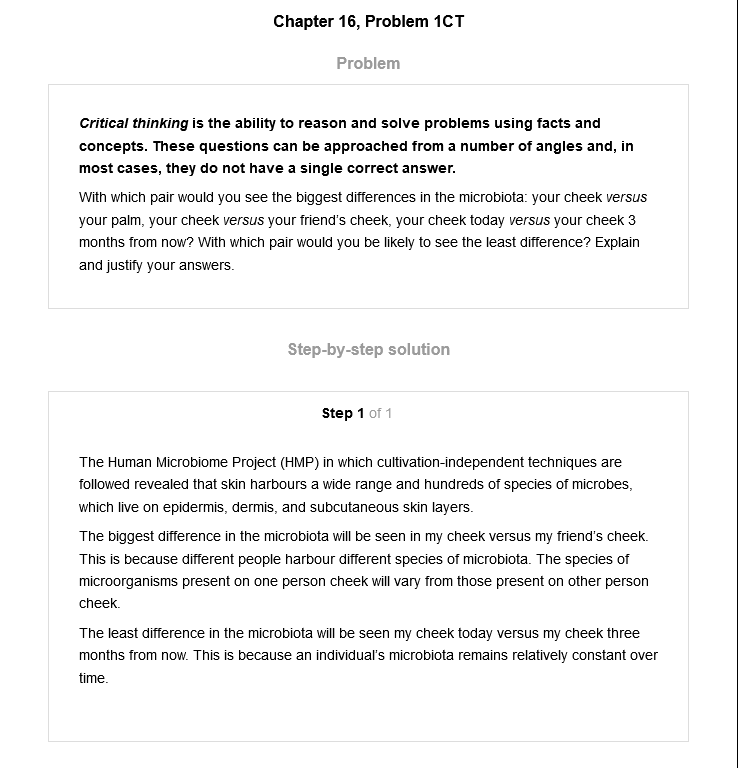 Chapter 16, Problem 1CT
Problem
Critical thinking is the ability to reason and solve problems using facts and
concepts. These questions can be approached from a number of angles and, in
most cases, they do not have a single correct answer.
With which pair would you see the biggest differences in the microbiota: your cheek versus
your palm, your cheek versus your friend's cheek, your cheek today versus your cheek 3
months from now? With which pair would you be likely to see the least difference? Explain
and justify your answers.
Step-by-step solution
Step 1 of 1
The Human Microbiome Project (HMP) in which cultivation-independent techniques are
followed revealed that skin harbours a wide range and hundreds of species of microbes,
which live on epidermis, dermis, and subcutaneous skin layers.
The biggest difference in the microbiota will be seen in my cheek versus my friend's cheek.
This is because different people harbour different species of microbiota. The species of
microorganisms present on one person cheek will vary from those present on other person
cheek.
The least difference in the microbiota will be seen my cheek today versus my cheek three
months from now. This is because an individual's microbiota remains relatively constant over
time.